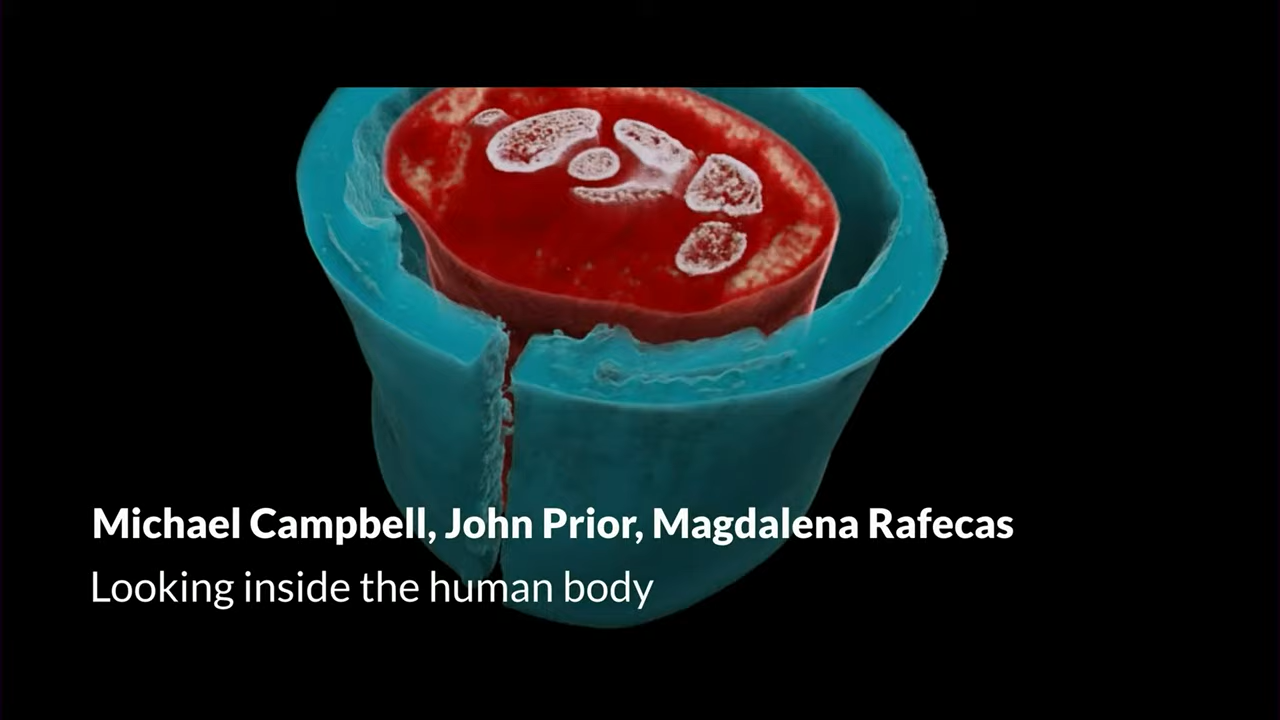 Michael Campbell, John Prior, Magdalena Rafecas
Looking inside the human body